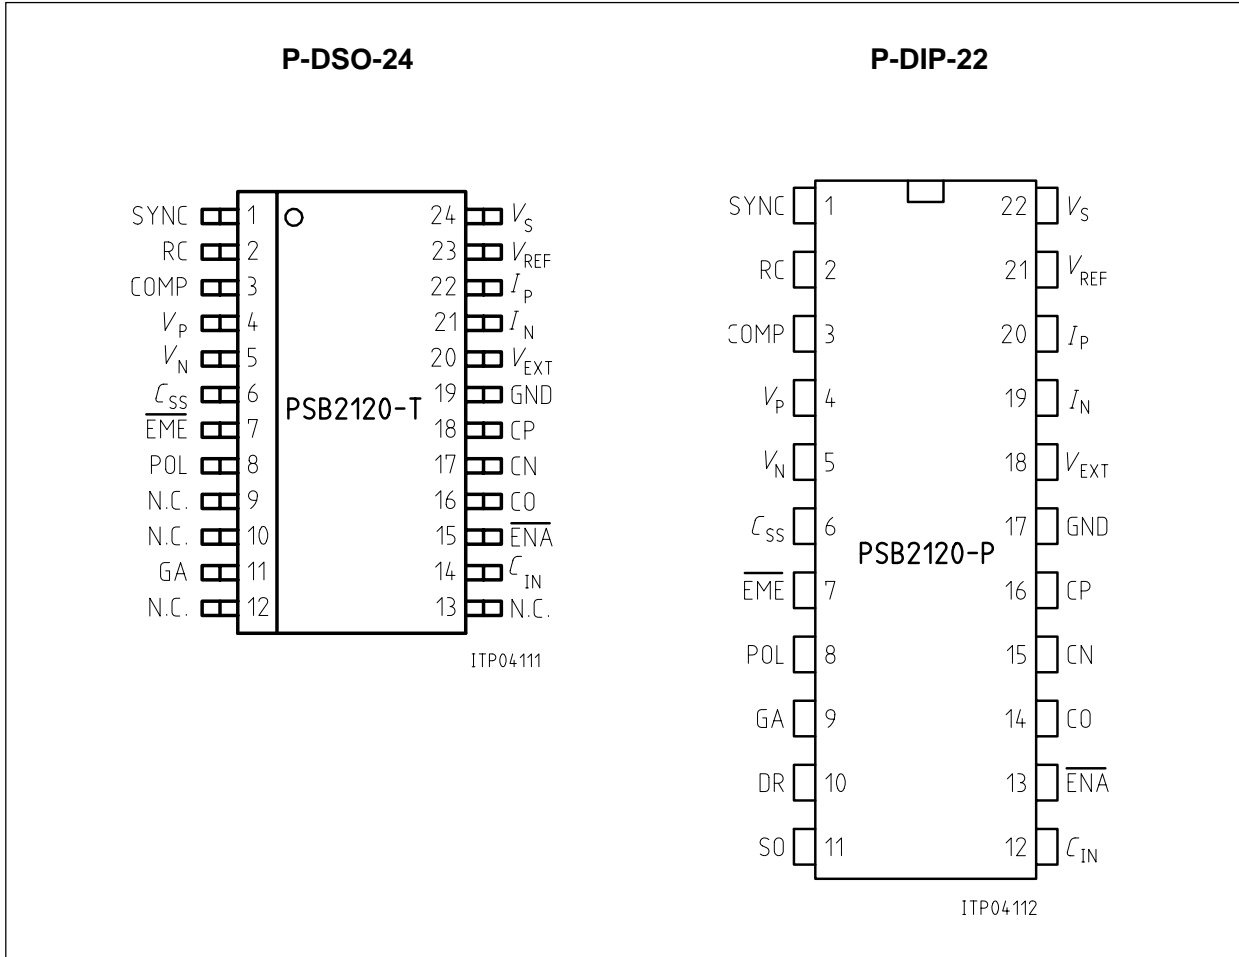 P-DSO-24
SYNC 1 24 VS
RC 2 23 VREF
COMP 3 22 IP
VP 4 21 IN
VN 5 20 VEXT
CSS 6 19 GND
EME 7 18 CP
POL 8 17 CN
N.C. 9 16 CO
N.C. 10 15 ENA
GA 11 14 CIN
N.C. 12 13 N.C.
PSB2120-T
ITP04111
P-DIP-22
SYNC 1 22 VS
RC 2 21 VREF
COMP 3 20 IP
VP 4 19 IN
VN 5 18 VEXT
CSS 6 17 GND
EME 7 16 CP
POL 8 15 CN
GA 9 14 CO
DR 10 13 ENA
SO 11 12 CIN
PSB2120-P
ITP04112